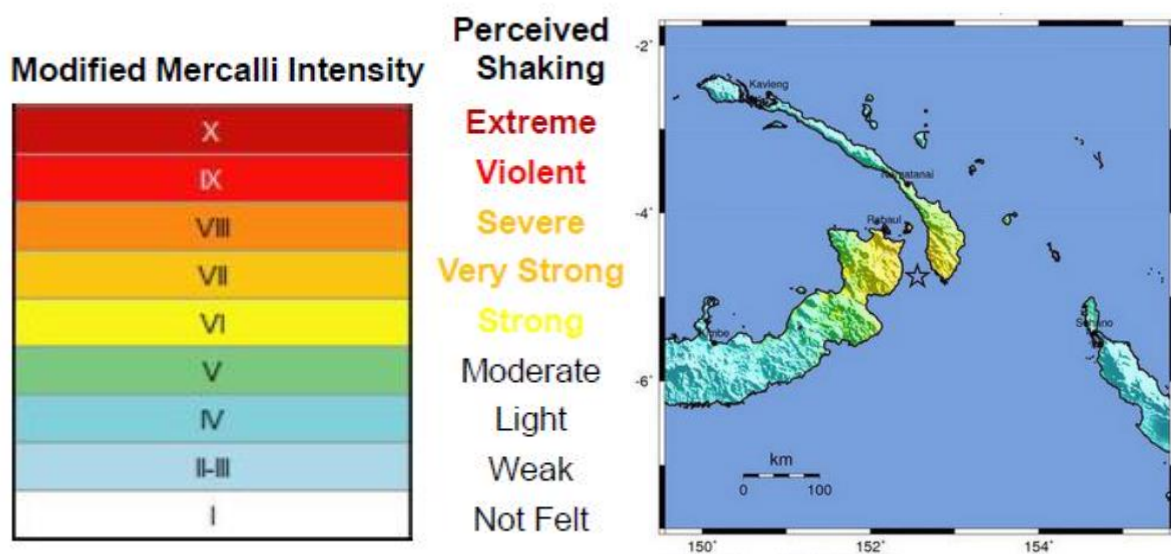 Modified Mercalli Intensity
X
IX
VIII
VII
VI
V
IV
II-III
I
Perceived
Shaking
Extreme
Violent
Severe
Very Strong
Strong
Moderate
Light
Weak
Not Felt
-2°
-4°
-6°
Kavieng
Rabaul
km
0 100
150° 152° 154°